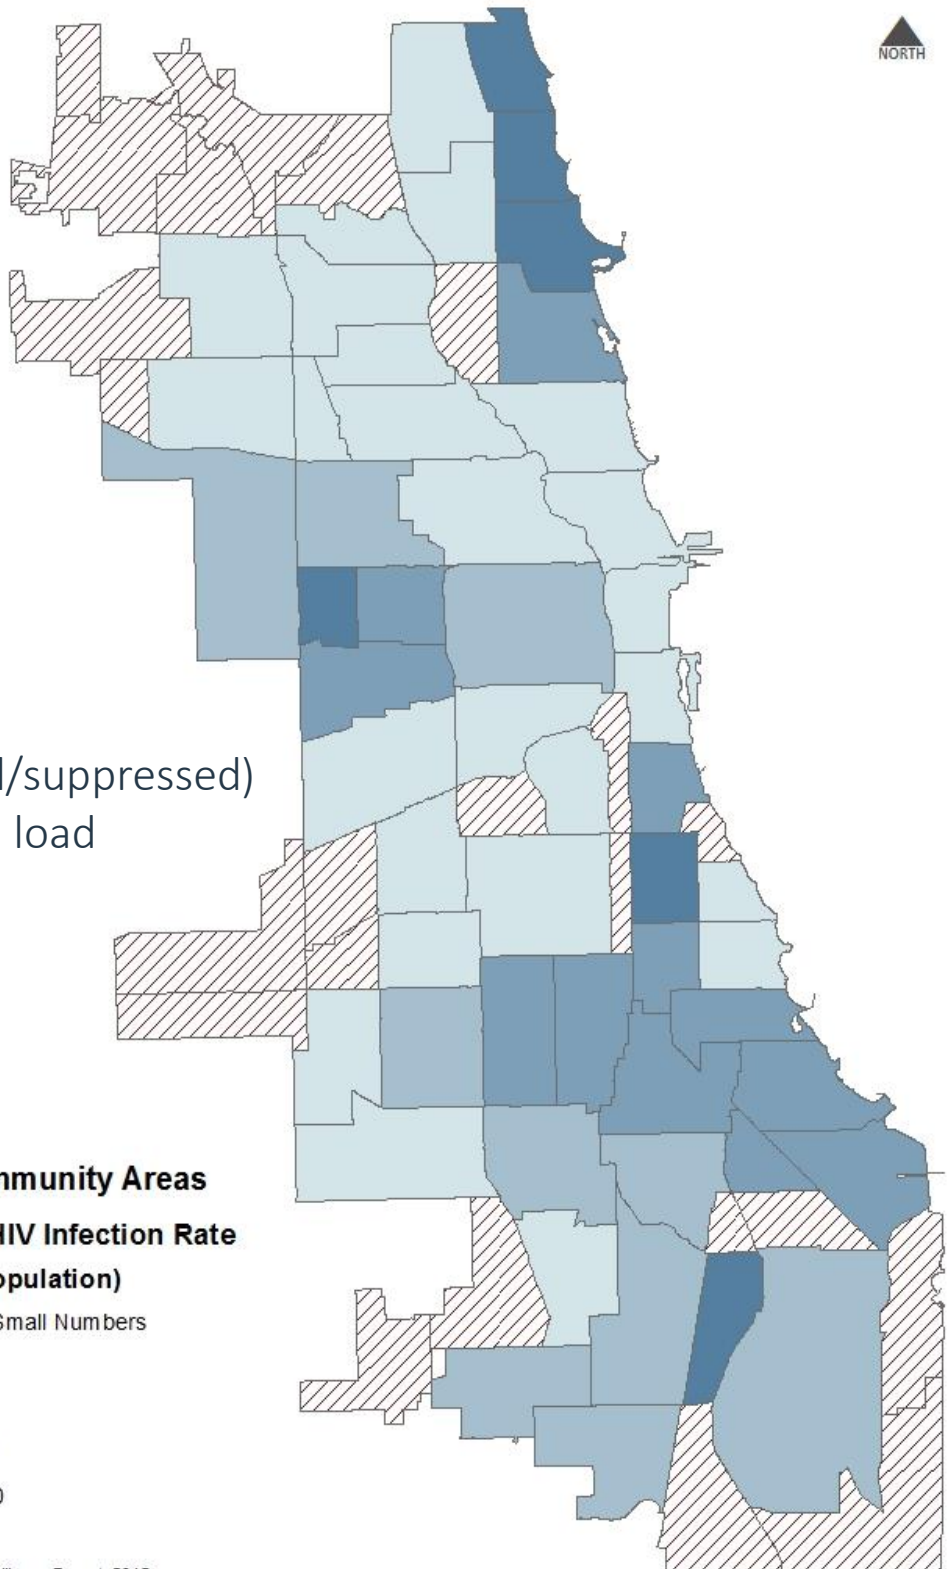 NORTH
l/suppressed)
load
mmunity Areas
HIV Infection Rate
opulation)
Small Numbers